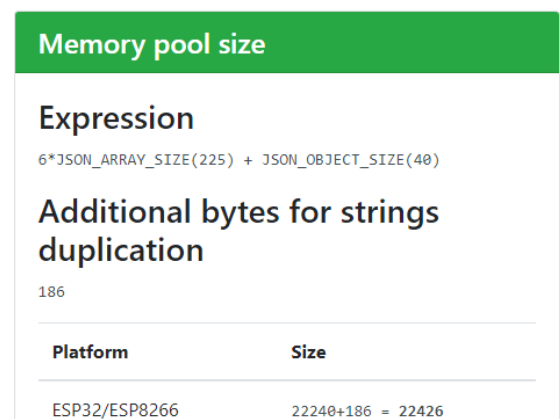 Memory pool size
Expression
6*JSON_ARRAY_SIZE(225) + JSON_OBJECT_SIZE(40)
Additional bytes for strings
duplication
186
Platform Size
ESP32/ESP8266 22240+186 = 22426